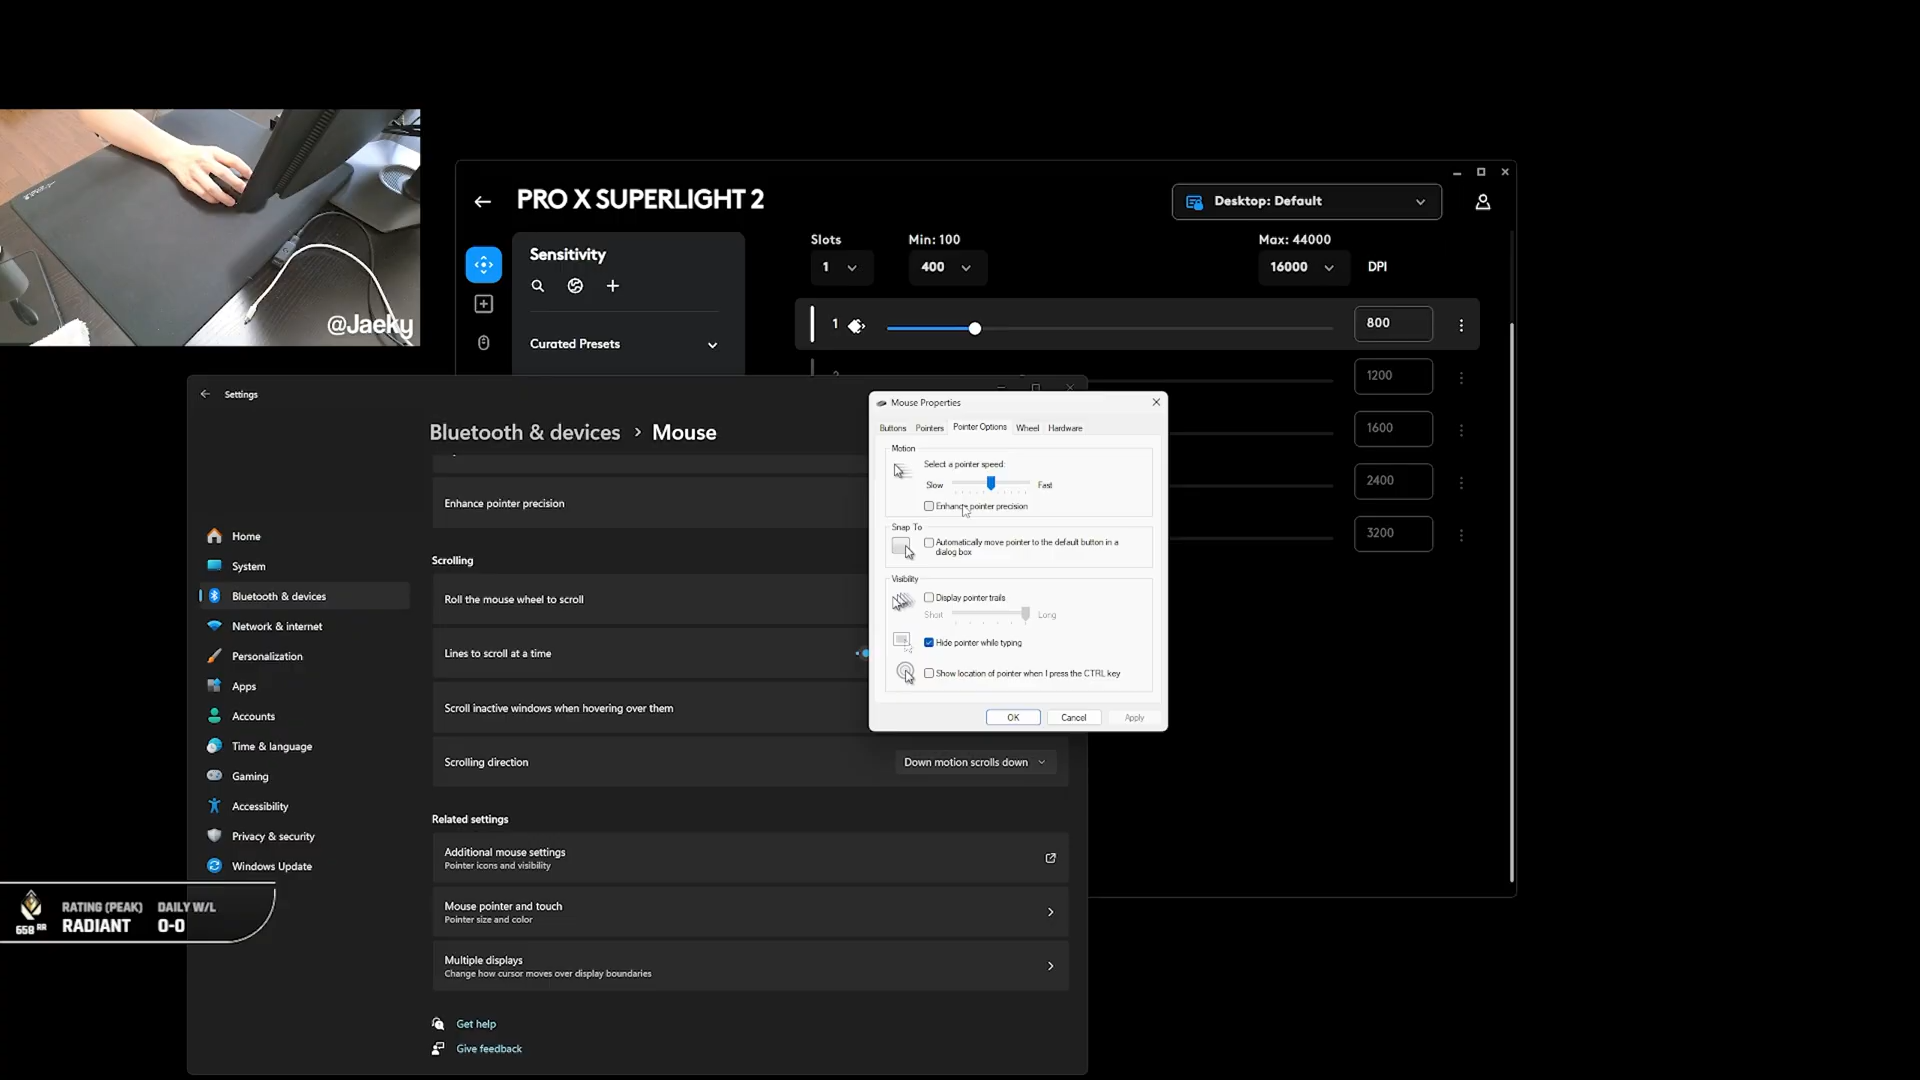 @Jaeky
PRO X SUPERLIGHT 2
Desktop: Default
Sensitivity
Curated Presets
Slots
Min: 100
Max: 44000
1
400
16000
DPI
1
800
1200
1600
2400
3200
Settings
Bluetooth & devices > Mouse
Home
System
Bluetooth & devices
Network & internet
Personalization
Apps
Accounts
Time & language
Gaming
Accessibility
Privacy & security
Windows Update
Enhance pointer precision
Scrolling
Roll the mouse wheel to scroll
Lines to scroll at a time
Scroll inactive windows when hovering over them
Scrolling direction
Down motion scrolls down
Related settings
Additional mouse settings
Pointer icons and visibility
Mouse pointer and touch
Pointer size and color
Multiple displays
Change how cursor moves over display boundaries
Get help
Give feedback
Mouse Properties
Buttons Pointers Pointer Options Wheel Hardware
Motion
Select a pointer speed:
Slow
Fast
Enhance pointer precision
Snap To
Automatically move pointer to the default button in a
dialog box
Visibility
Display pointer trails
Short
Long
Hide pointer while typing
Show location of pointer when I press the CTRL key
OK
Cancel
Apply
RATING (PEAK) DAILY W/L
658 RR RADIANT 0-0